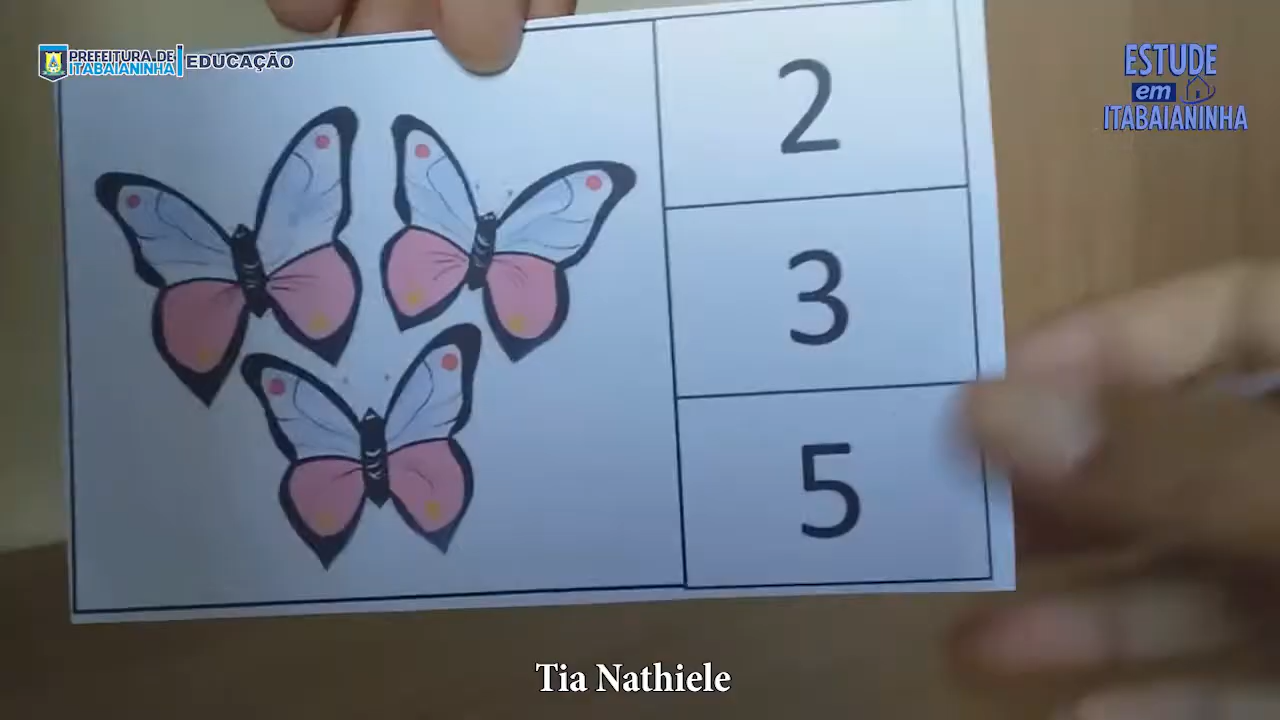 PREFEITURA DE
ITABAIANINHA
EDUCAÇÃO
ESTUDE
em
ITABAIANINHA
2
3
5
Tia Nathiele